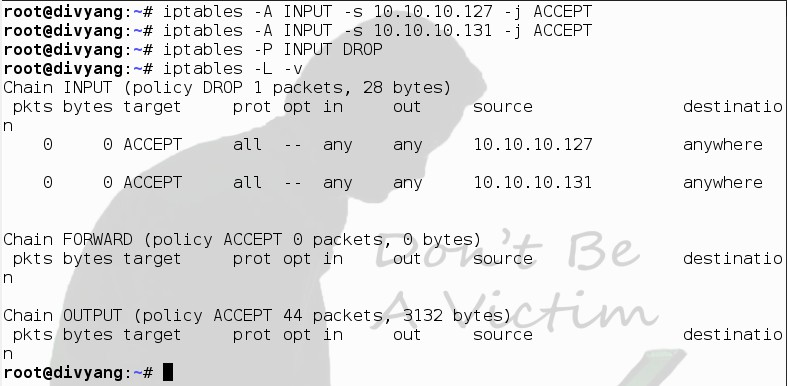 root@divyang:~# iptables -A INPUT -s 10.10.10.127 -j ACCEPT
root@divyang:~# iptables -A INPUT -s 10.10.10.131 -j ACCEPT
root@divyang:~# iptables -P INPUT DROP
root@divyang:~# iptables -L -v
Chain INPUT (policy DROP 1 packets, 28 bytes)
 pkts bytes target     prot opt in     out     source               destinatio
n
    0     0 ACCEPT     all  --  any    any     10.10.10.127         anywhere
    0     0 ACCEPT     all  --  any    any     10.10.10.131         anywhere
Chain FORWARD (policy ACCEPT 0 packets, 0 bytes)
 pkts bytes target     prot opt in     out     source               destinatio
n
Chain OUTPUT (policy ACCEPT 44 packets, 3132 bytes)
 pkts bytes target     prot opt in     out     source               destinatio
n
root@divyang:~#
Don't Be
A Victim